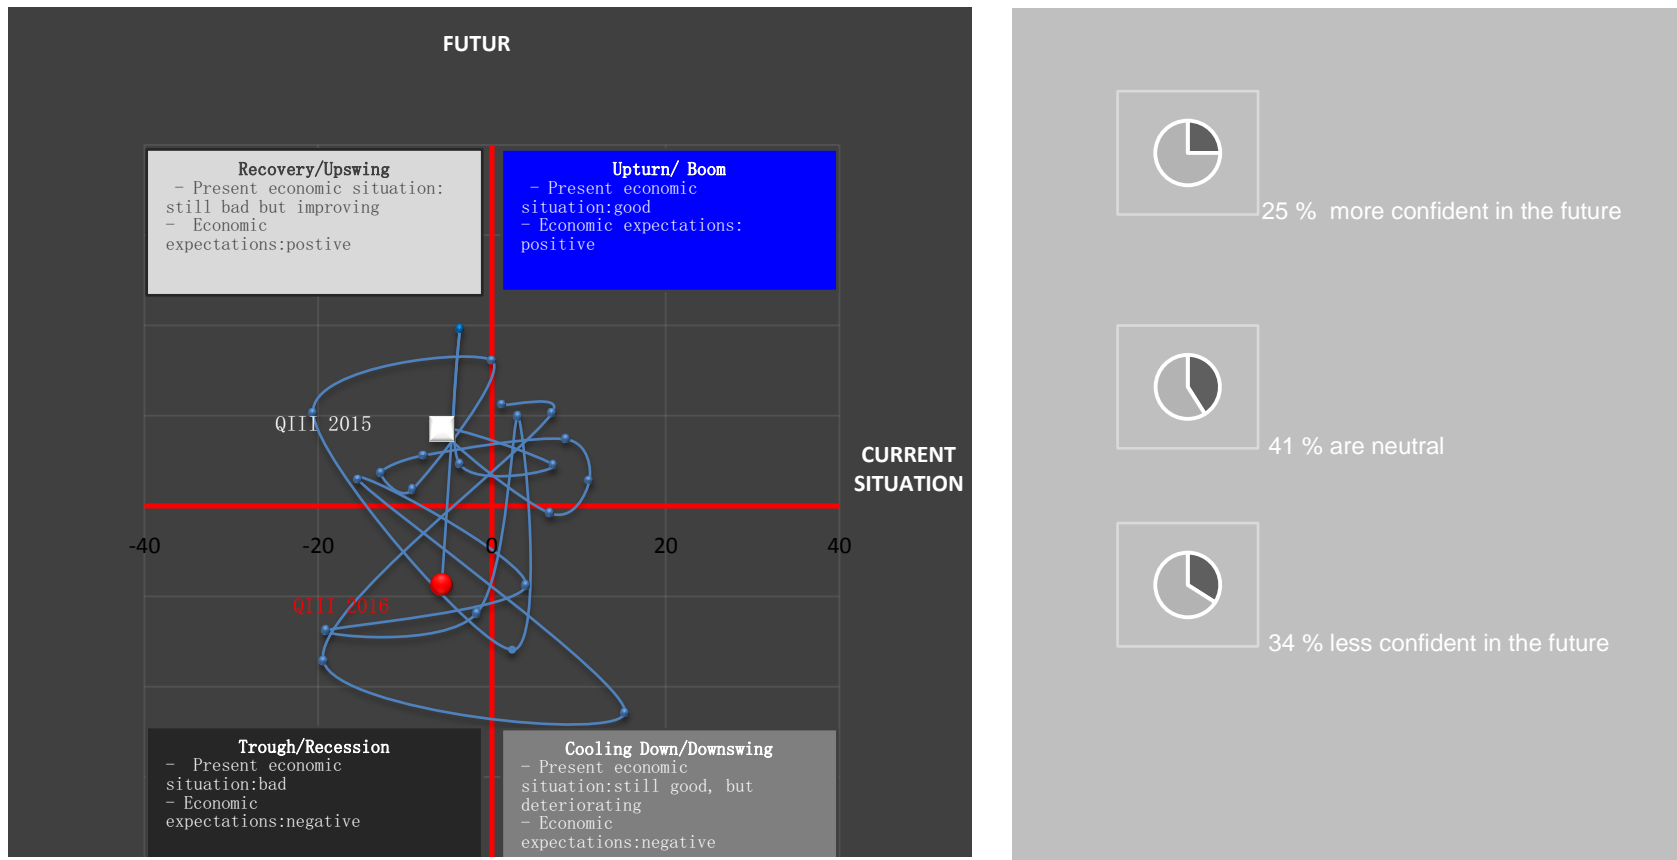 FUTUR
Recovery/Upswing
- Present economic situation:
still bad but improving
- Economic
expectations:postive
Upturn/ Boom
- Present economic
situation:good
- Economic expectations:
positive
QIII 2015
CURRENT
SITUATION
-40
-20
0
20
40
QIII 2016
Trough/Recession
- Present economic
situation:bad
- Economic
expectations:negative
Cooling Down/Downswing
- Present economic
situation:still good, but
deteriorating
- Economic
expectations:negative
25 % more confident in the future
41 % are neutral
34 % less confident in the future